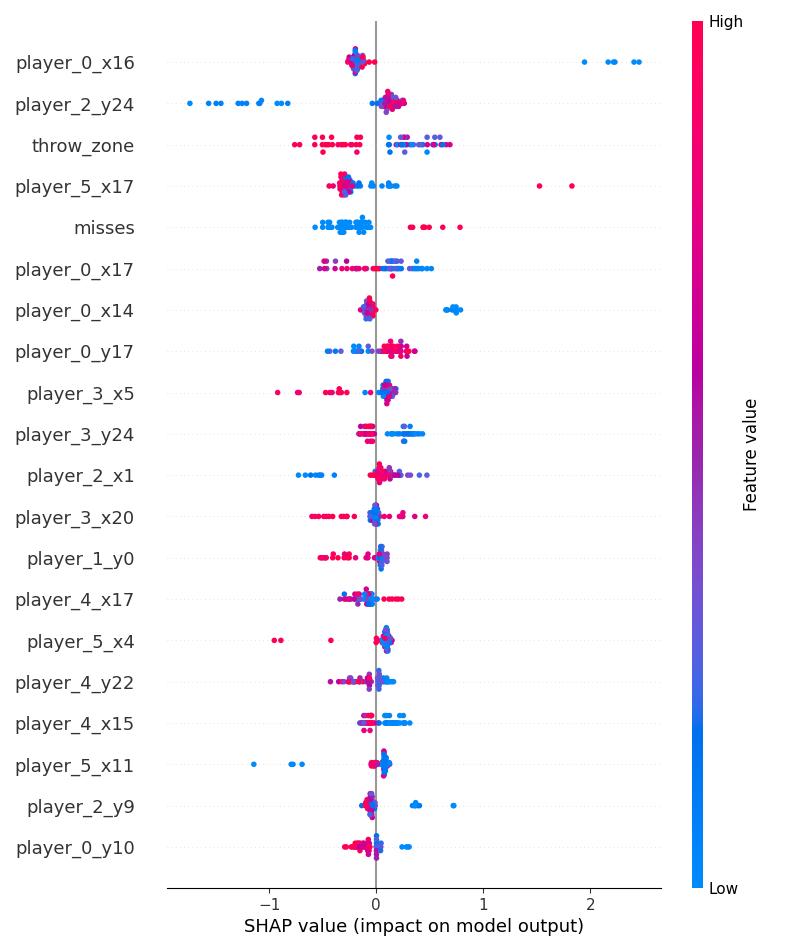 High
player_0_x16
player_2_y24
throw_zone
player_5_x17
misses
player_0_x17
player_0_x14
player_0_y17
player_3_x5
player_3_y24
player_2_x1
player_3_x20
player_1_y0
player_4_x17
player_5_x4
player_4_y22
player_4_x15
player_5_x11
player_2_y9
player_0_y10
Feature value
Low
−1 0 1 2
SHAP value (impact on model output)